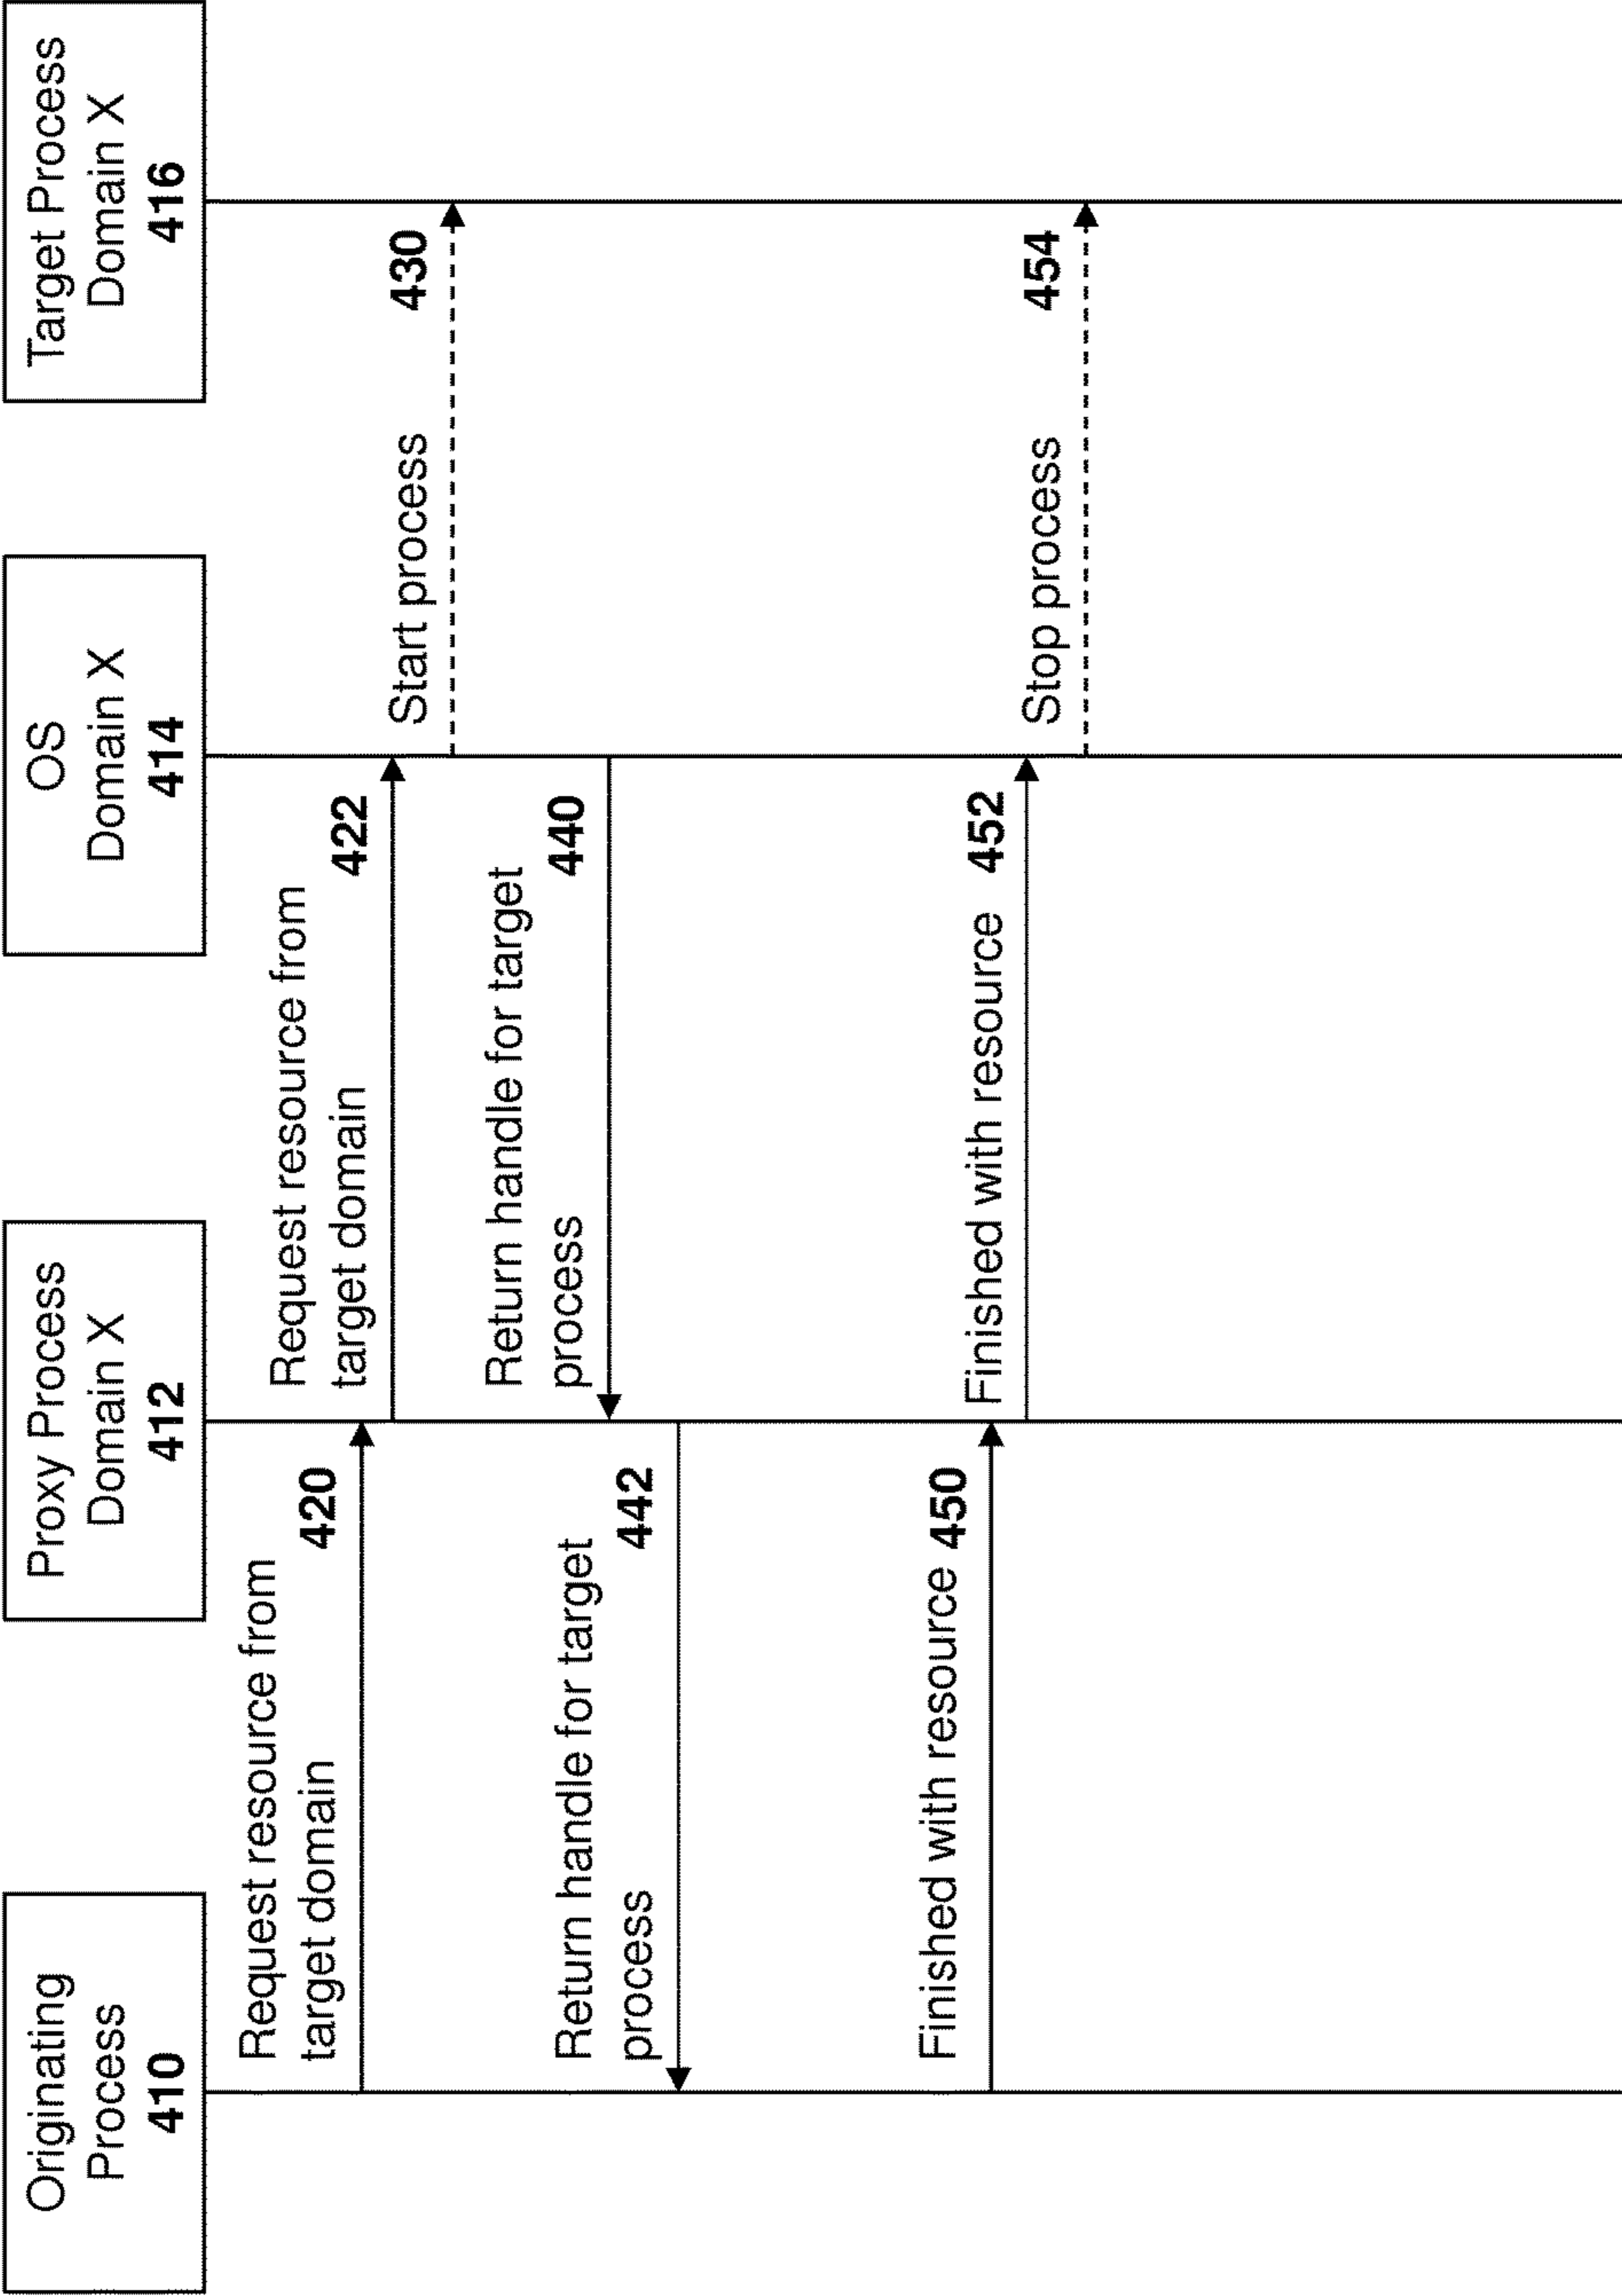 Originating
Process
410
Proxy Process
Domain X
412
OS
Domain X
414
Target Process
Domain X
416
Request resource from
target domain
420
Request resource from
target domain
422
Start process
430
Return handle for target
process
440
Return handle for target
process
442
Finished with resource 450
Finished with resource 452
Stop process
454